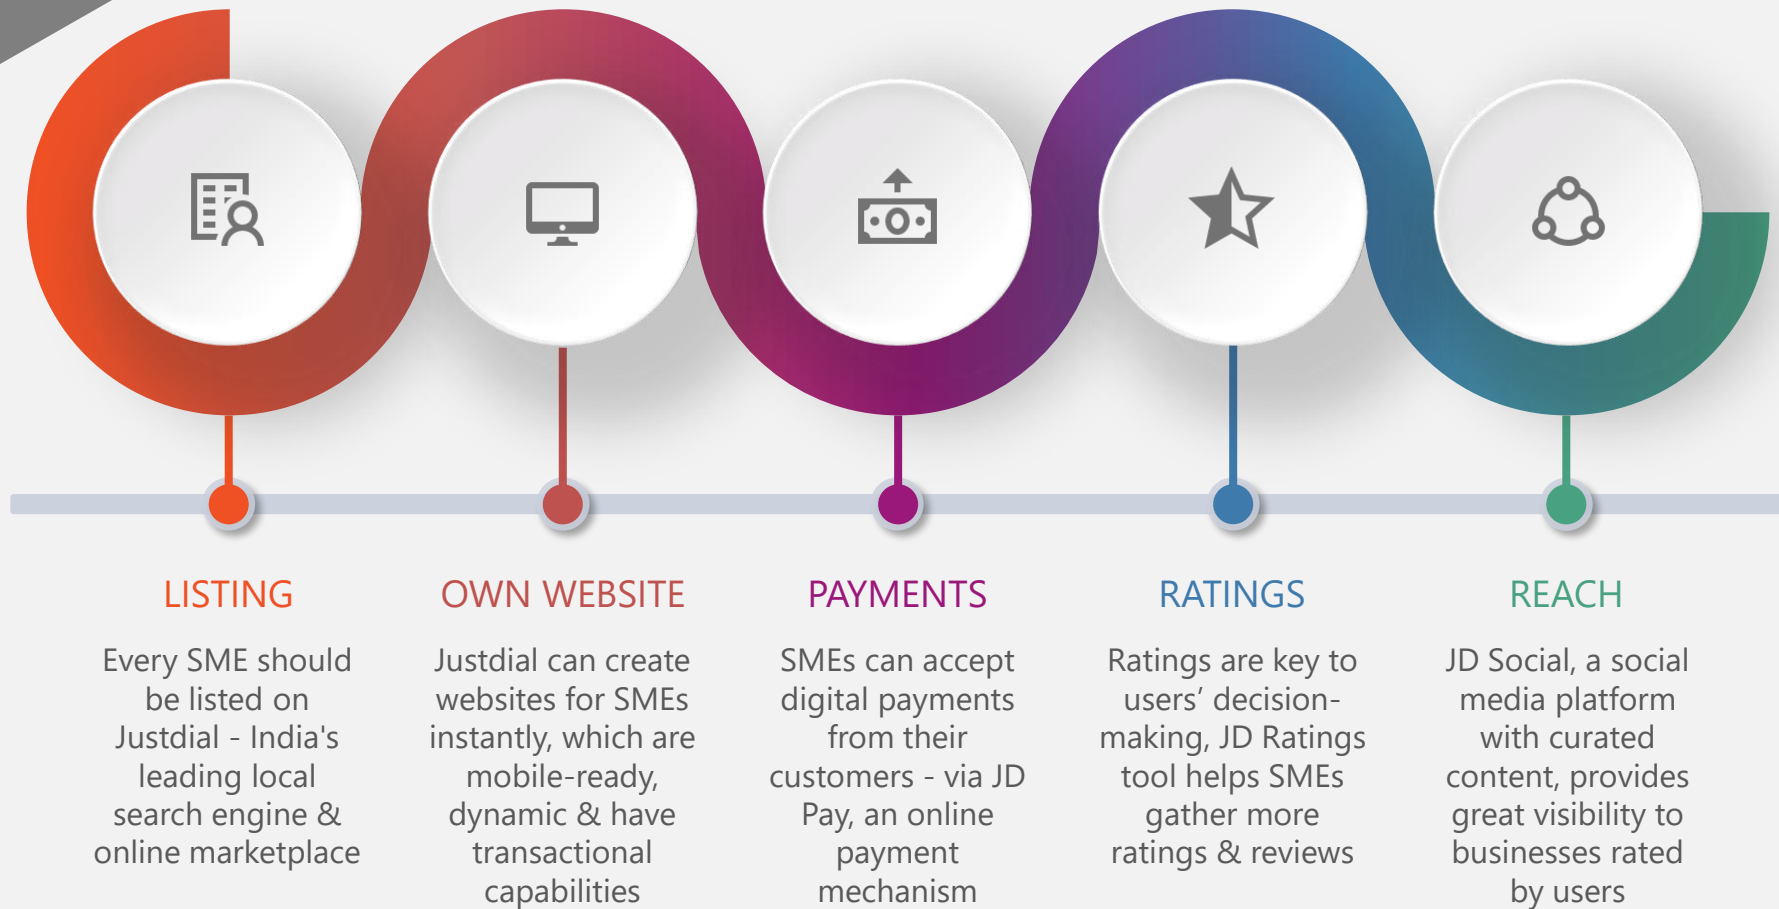 LISTING
Every SME should
be listed on
Justdial - India's
leading local
search engine &
online marketplace
OWN WEBSITE
Justdial can create
websites for SMEs
instantly, which are
mobile-ready,
dynamic & have
transactional
capabilities
PAYMENTS
SMEs can accept
digital payments
from their
customers - via JD
Pay, an online
payment
mechanism
RATINGS
Ratings are key to
users’ decision-
making, JD Ratings
tool helps SMEs
gather more
ratings & reviews
REACH
JD Social, a social
media platform
with curated
content, provides
great visibility to
businesses rated
by users